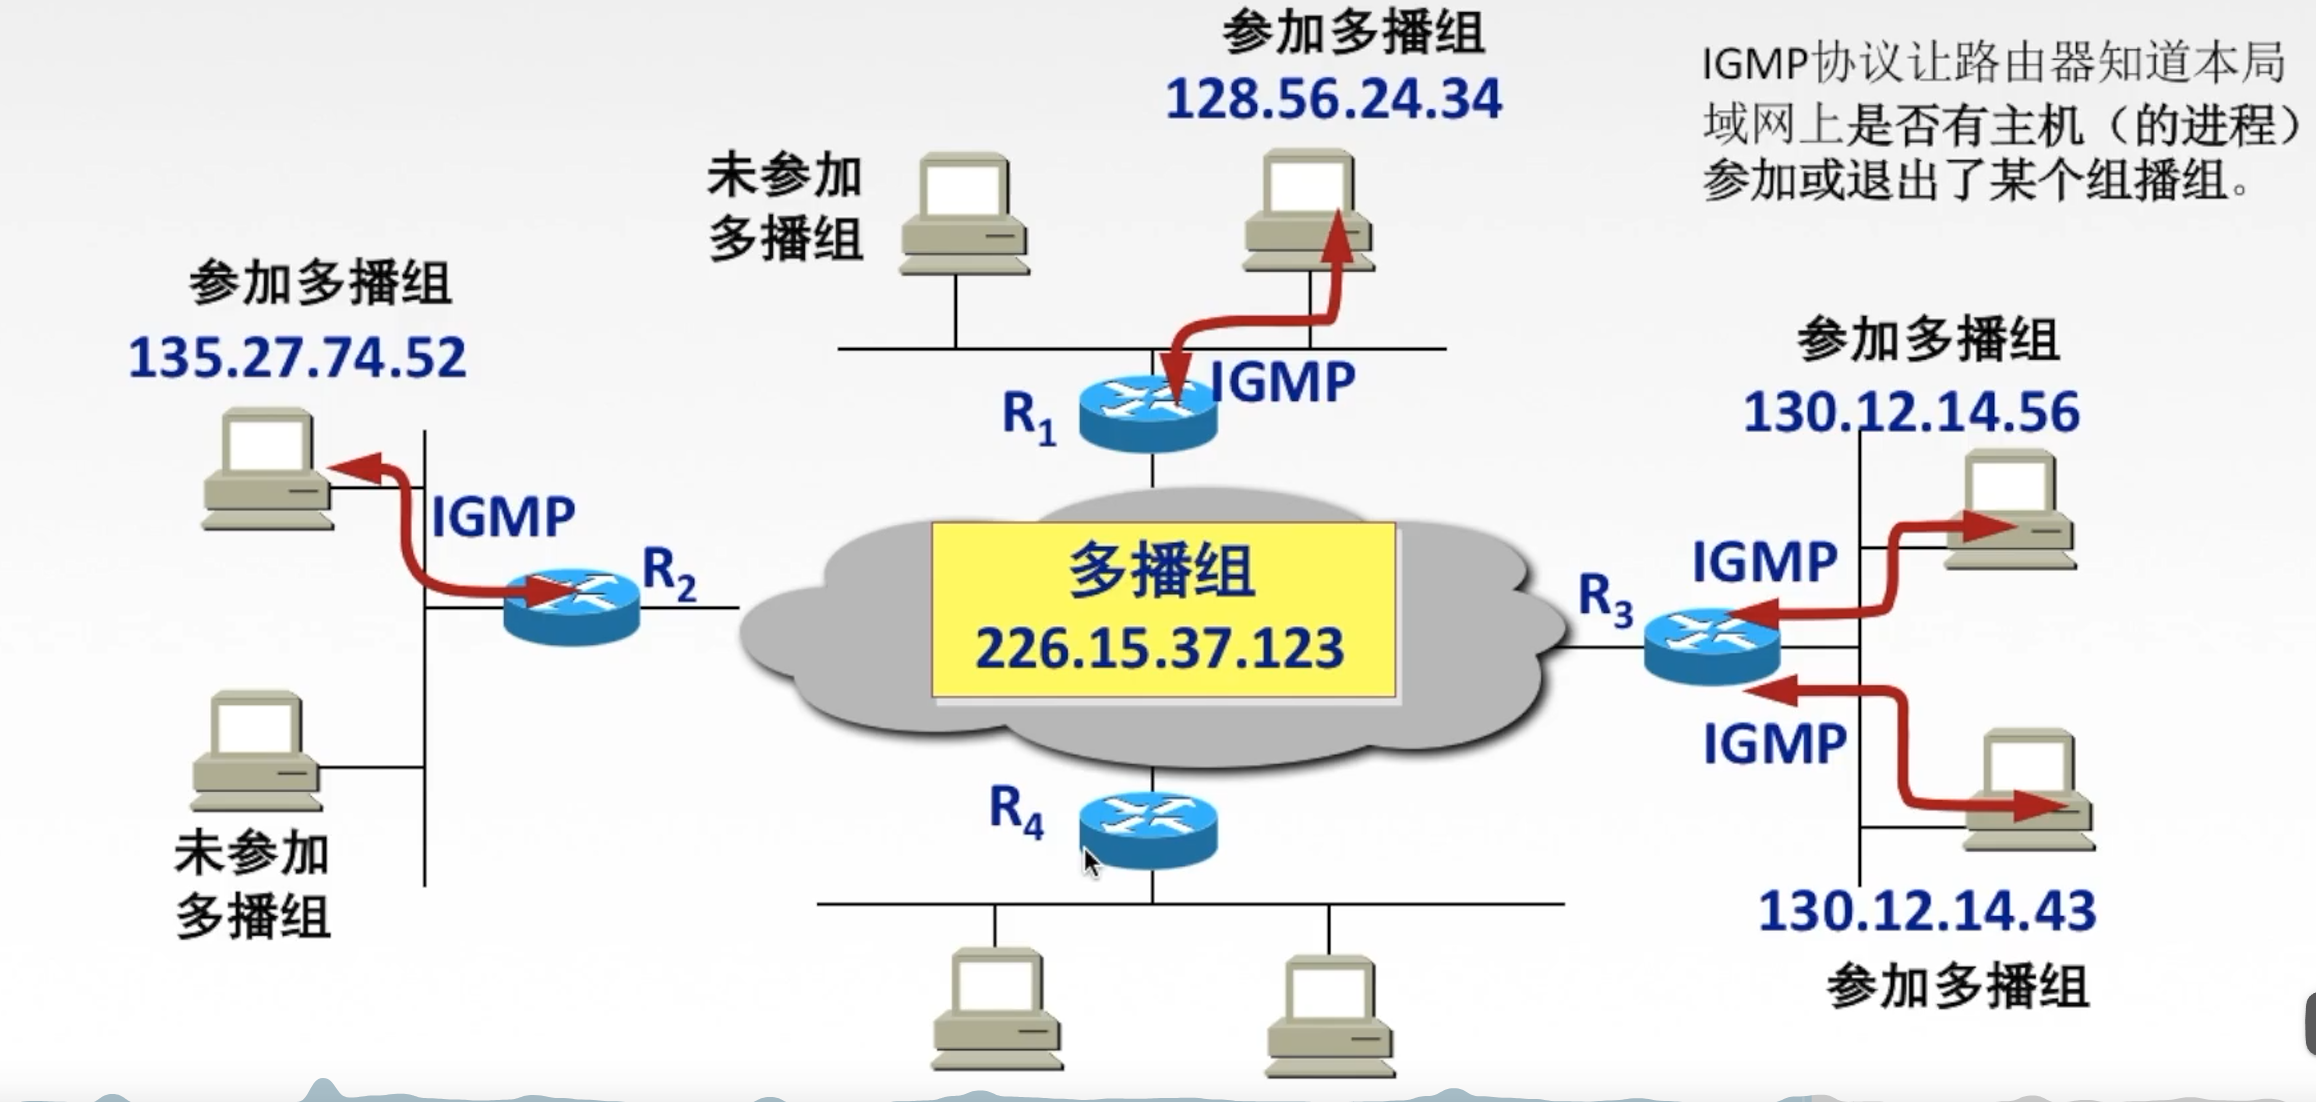 参加多播组
128.56.24.34
IGMP协议让路由器知道本局
域网上是否有主机（的进程）
参加或退出了某个组播组。
未参加
多播组
参加多播组
135.27.74.52
IGMP
R1
参加多播组
130.12.14.56
IGMP
R2
多播组
226.15.37.123
IGMP
R3
IGMP
R4
未参加
多播组
130.12.14.43
参加多播组